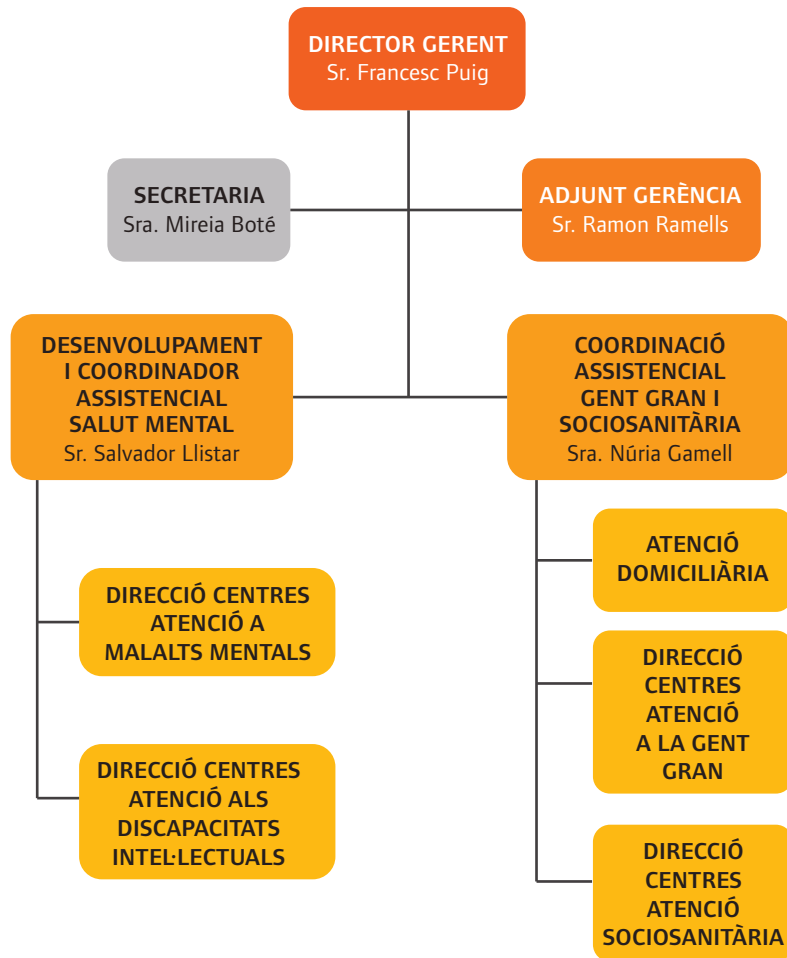 DIRECTOR GERENT
Sr. Francesc Puig
SECRETARIA
Sra. Mireia Boté
ADJUNT GERÈNCIA
Sr. Ramon Ramells
DESENVOLUPAMENT
I COORDINADOR
ASSISTENCIAL
SALUT MENTAL
Sr. Salvador Llistar
COORDINACIÓ
ASSISTENCIAL
GENT GRAN I
SOCIOSANITÀRIA
Sra. Núria Gamell
DIRECCIÓ CENTRES
ATENCIÓ A
MALALTS MENTALS
DIRECCIÓ CENTRES
ATENCIÓ ALS
DISCAPACITATS
INTEL·LECTUALS
ATENCIÓ
DOMICILIÀRIA
DIRECCIÓ
CENTRES
ATENCIÓ
A LA GENT
GRAN
DIRECCIÓ
CENTRES
ATENCIÓ
SOCIOSANITÀRIA